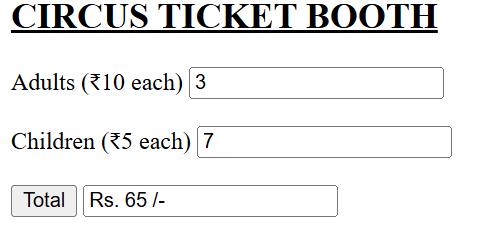 CIRCUS TICKET BOOTH
Adults (₹10 each) 3
Children (₹5 each) 7
Total Rs. 65 /-